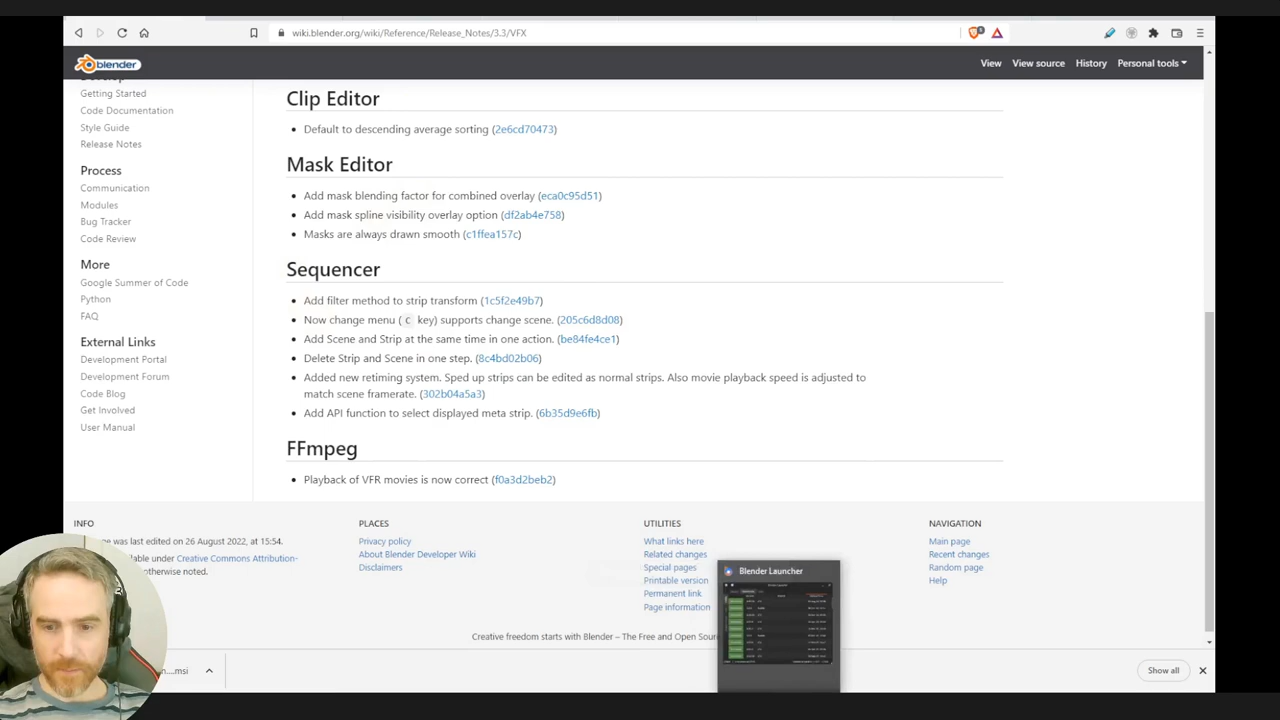 wiki.blender.org/wiki/Reference/Release_Notes/3.3/VFX
blender
View
View source
History
Personal tools
Getting Started
Code Documentation
Style Guide
Release Notes
Process
Communication
Modules
Bug Tracker
Code Review
More
Google Summer of Code
Python
FAQ
External Links
Development Portal
Development Forum
Code Blog
Get Involved
User Manual
Clip Editor
Default to descending average sorting (2e6cd70473)
Mask Editor
Add mask blending factor for combined overlay (eca0c95d51)
Add mask spline visibility overlay option (df2ab4e758)
Masks are always drawn smooth (c1ffea157c)
Sequencer
Add filter method to strip transform (1c5f2e49b7)
Now change menu ( C key) supports change scene. (205c6d8d08)
Add Scene and Strip at the same time in one action. (be84fe4ce1)
Delete Strip and Scene in one step. (8c4bd02b06)
Added new retiming system. Sped up strips can be edited as normal strips. Also movie playback speed is adjusted to
match scene framerate. (302b04a5a3)
Add API function to select displayed meta strip. (6b35d9e6fb)
FFmpeg
Playback of VFR movies is now correct (f0a3d2beb2)
INFO
was last edited on 26 August 2022, at 15:54.
under Creative Commons Attribution-
otherwise noted.
PLACES
Privacy policy
About Blender Developer Wiki
Disclaimers
UTILITIES
What links here
Related changes
Special pages
Printable version
Permanent link
Page information
NAVIGATION
Main page
Recent changes
Random page
Help
Creative freedom starts with Blender – The Free and Open
Blender Launcher
n....msi
Show all